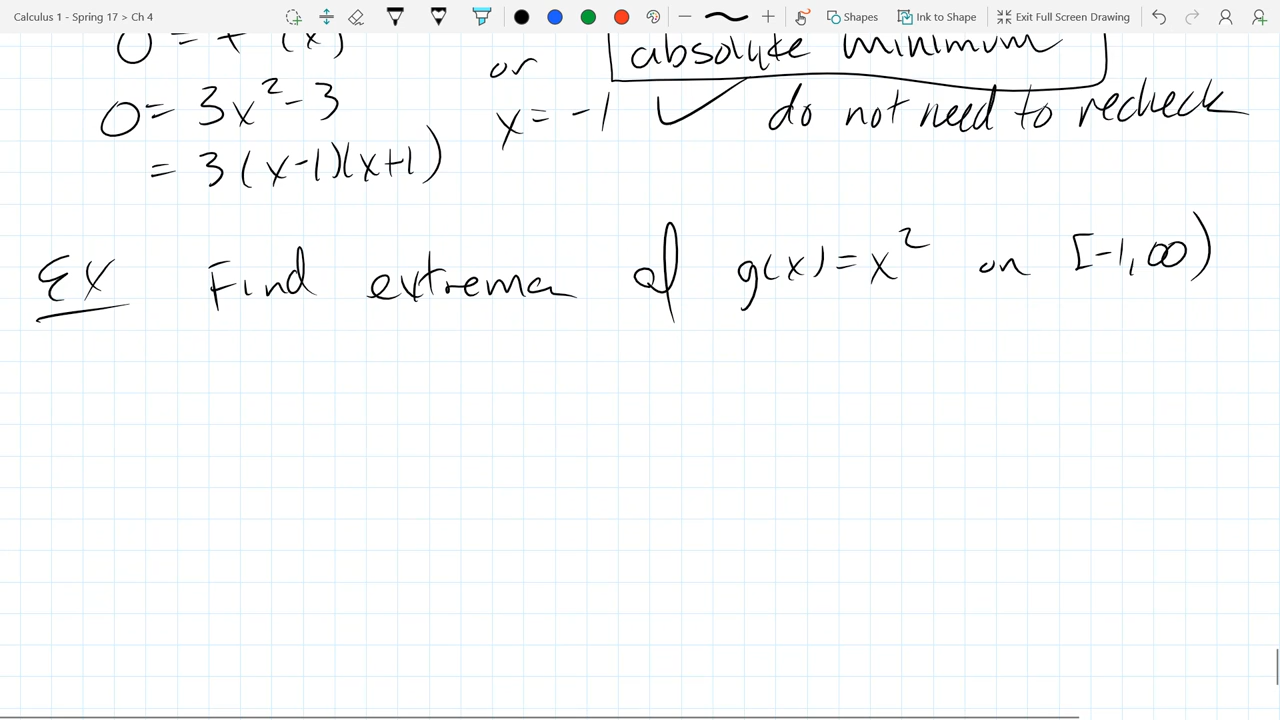 Calculus 1 - Spring 17 > Ch 4
Shapes
Ink to Shape
Exit Full Screen Drawing
0 = f'(x)
or
absolute minimum
0 = 3x² - 3
x = -1 ✓
do not need to recheck
= 3(x-1)(x+1)
EX Find extrema of g(x) = x² on [-1, ∞)